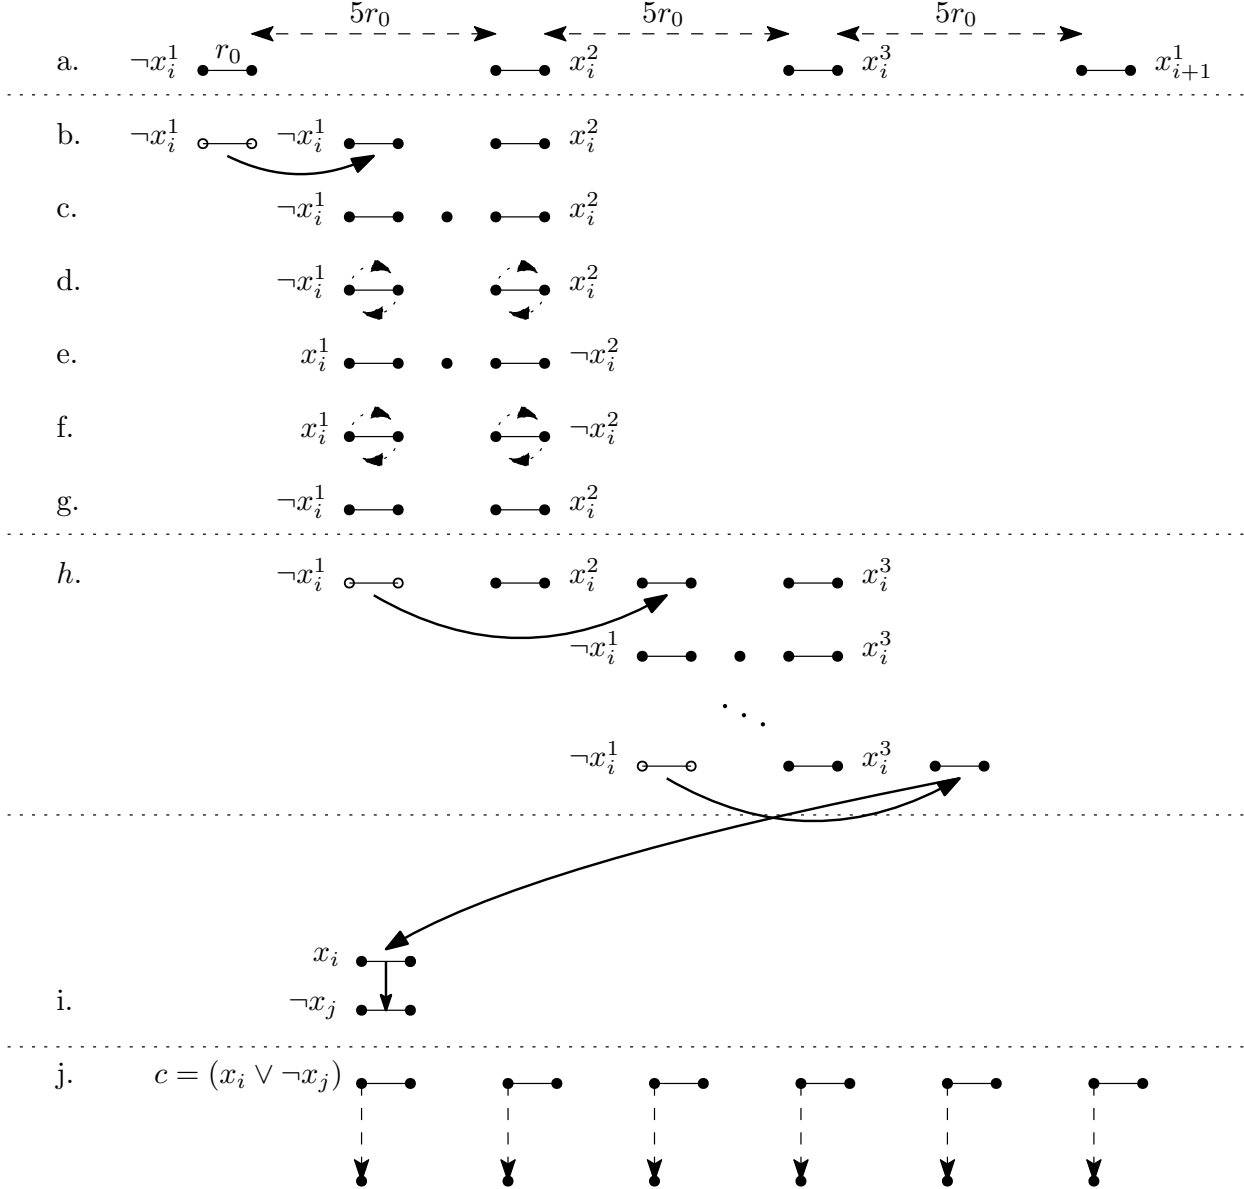 5r₀ 5r₀ 5r₀
a. ¬x_i^1 r₀ x_i^2 x_i^3 x_{i+1}^1
b. ¬x_i^1 ¬x_i^1 x_i^2
c. ¬x_i^1 x_i^2
d. ¬x_i^1 x_i^2
e. x_i^1 ¬x_i^2
f. x_i^1 ¬x_i^2
g. ¬x_i^1 x_i^2
h. ¬x_i^1 x_i^2 x_i^3
¬x_i^1 x_i^3
¬x_i^1 x_i^3
x_i
i. ¬x_j
j. c = (x_i ∨ ¬x_j)